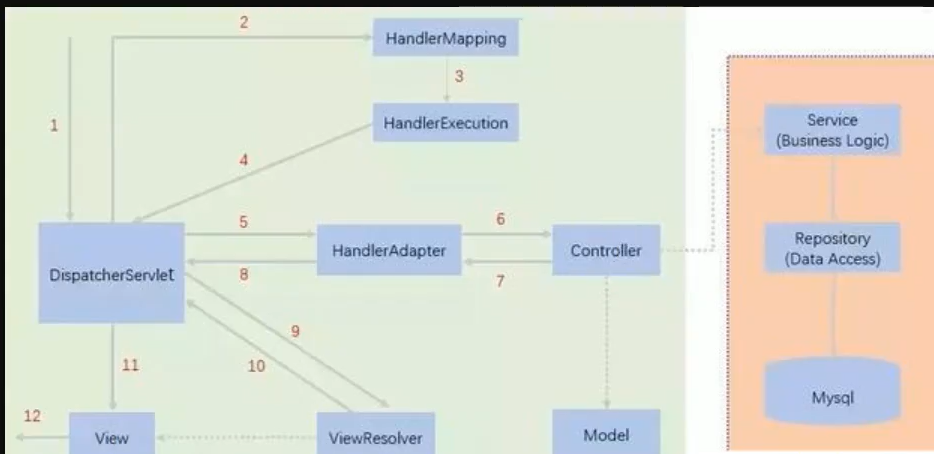 2
HandlerMapping
3
1
HandlerExecution
Service
(Business Logic)
4
5
6
DispatcherServlet
HandlerAdapter
Controller
Repository
(Data Access)
8
7
9
10
11
Mysql
12
View
ViewResolver
Model